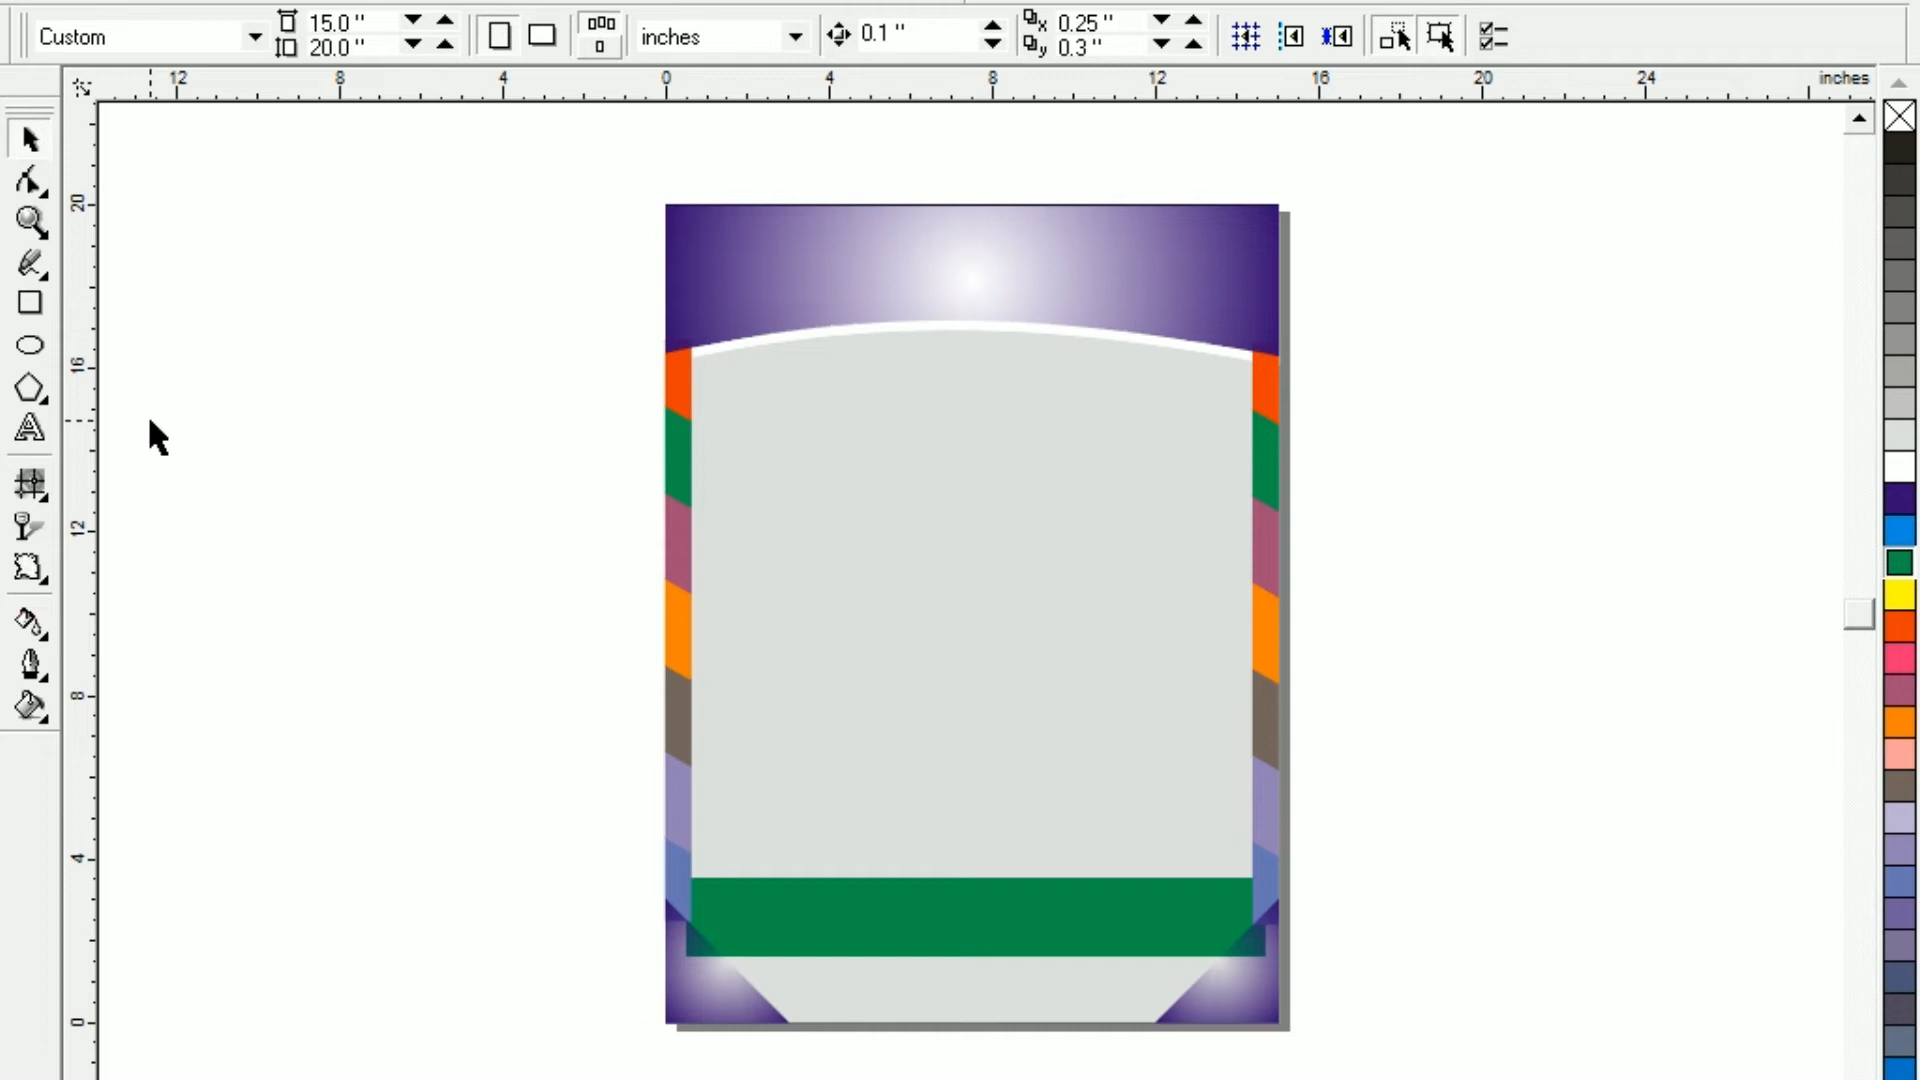 Custom
15.0 "
20.0 "
inches
0.1 "
x 0.25 "
y 0.3 "
12 8 4 0 4 8 12 16 20 24 inches
20
16
12
8
4
0